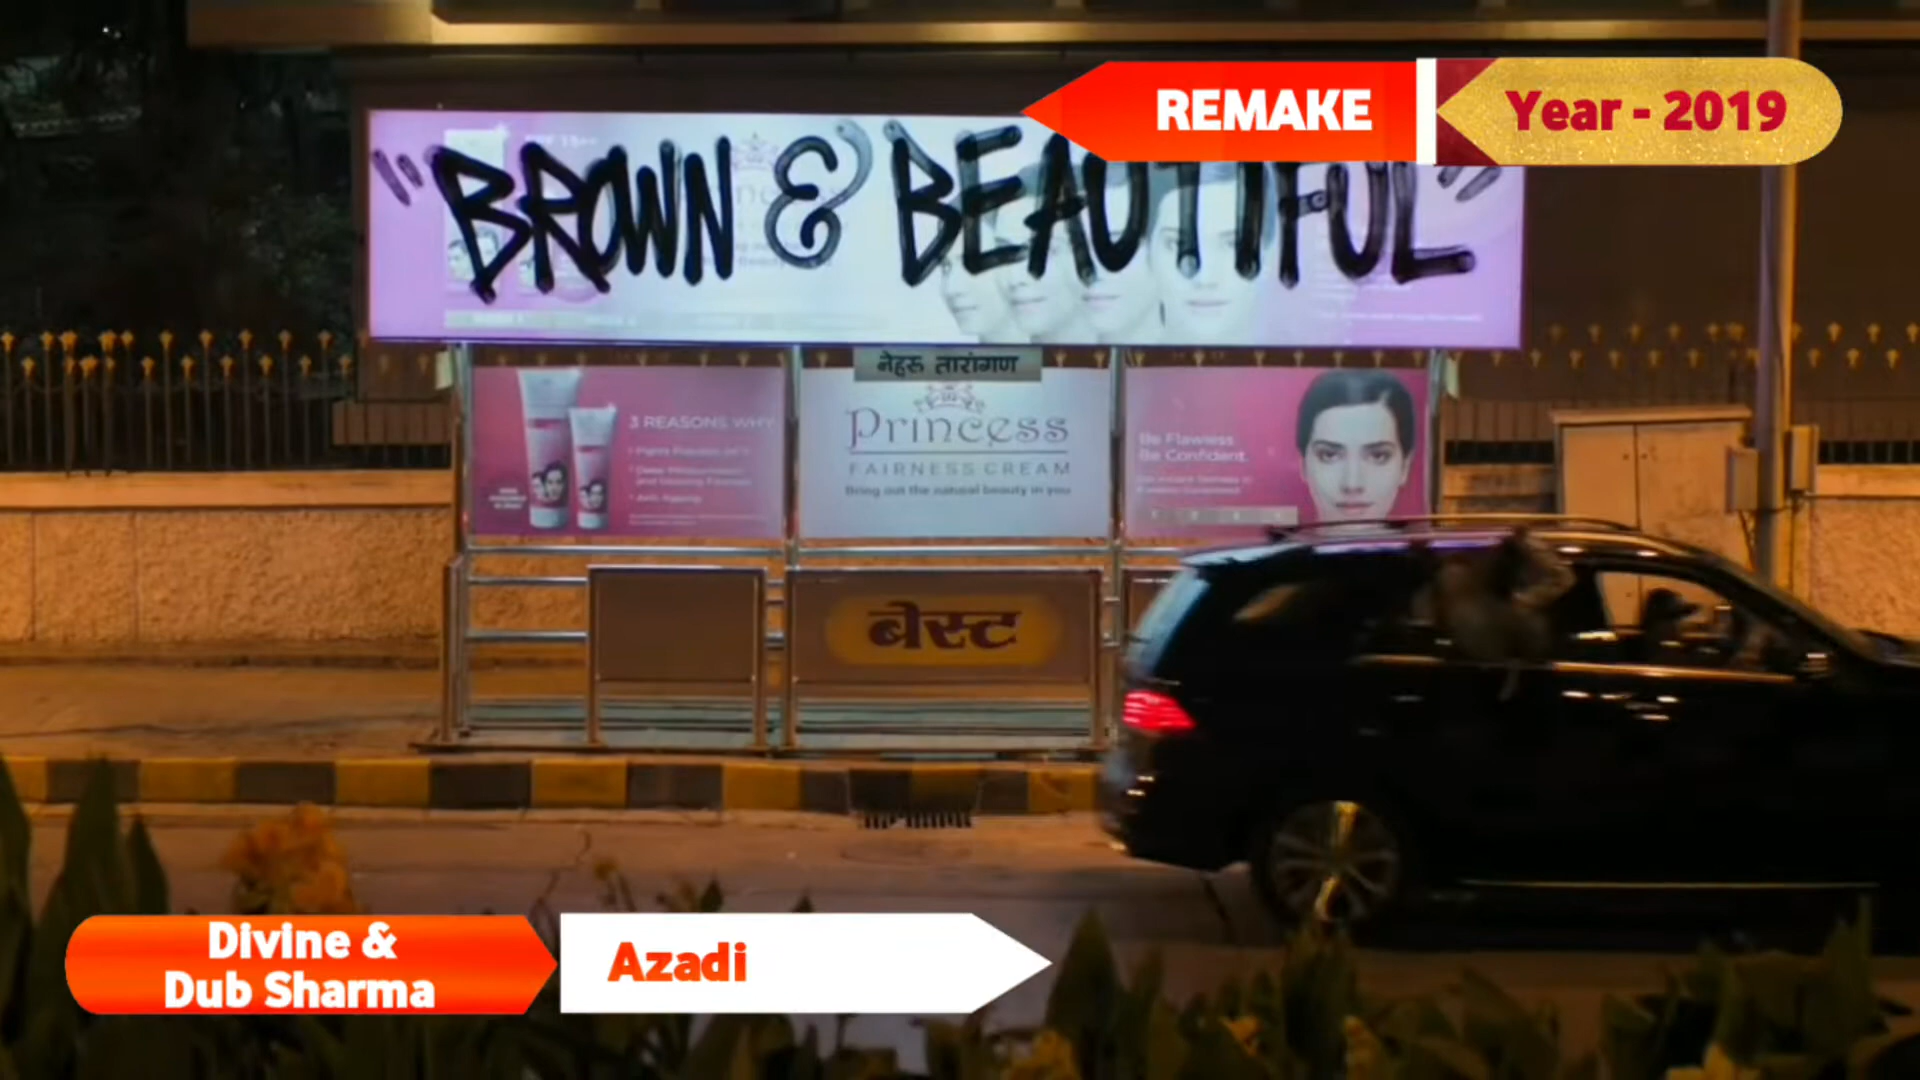 REMAKE
Year - 2019
"BROWN & BEAUTIFUL"
नेहरू तारांगण
3 REASONS WHY
Princess
FAIRNESS CREAM
Bring out the natural beauty in you
Be Flawless
Be Confident.
बेस्ट
Divine &
Dub Sharma
Azadi